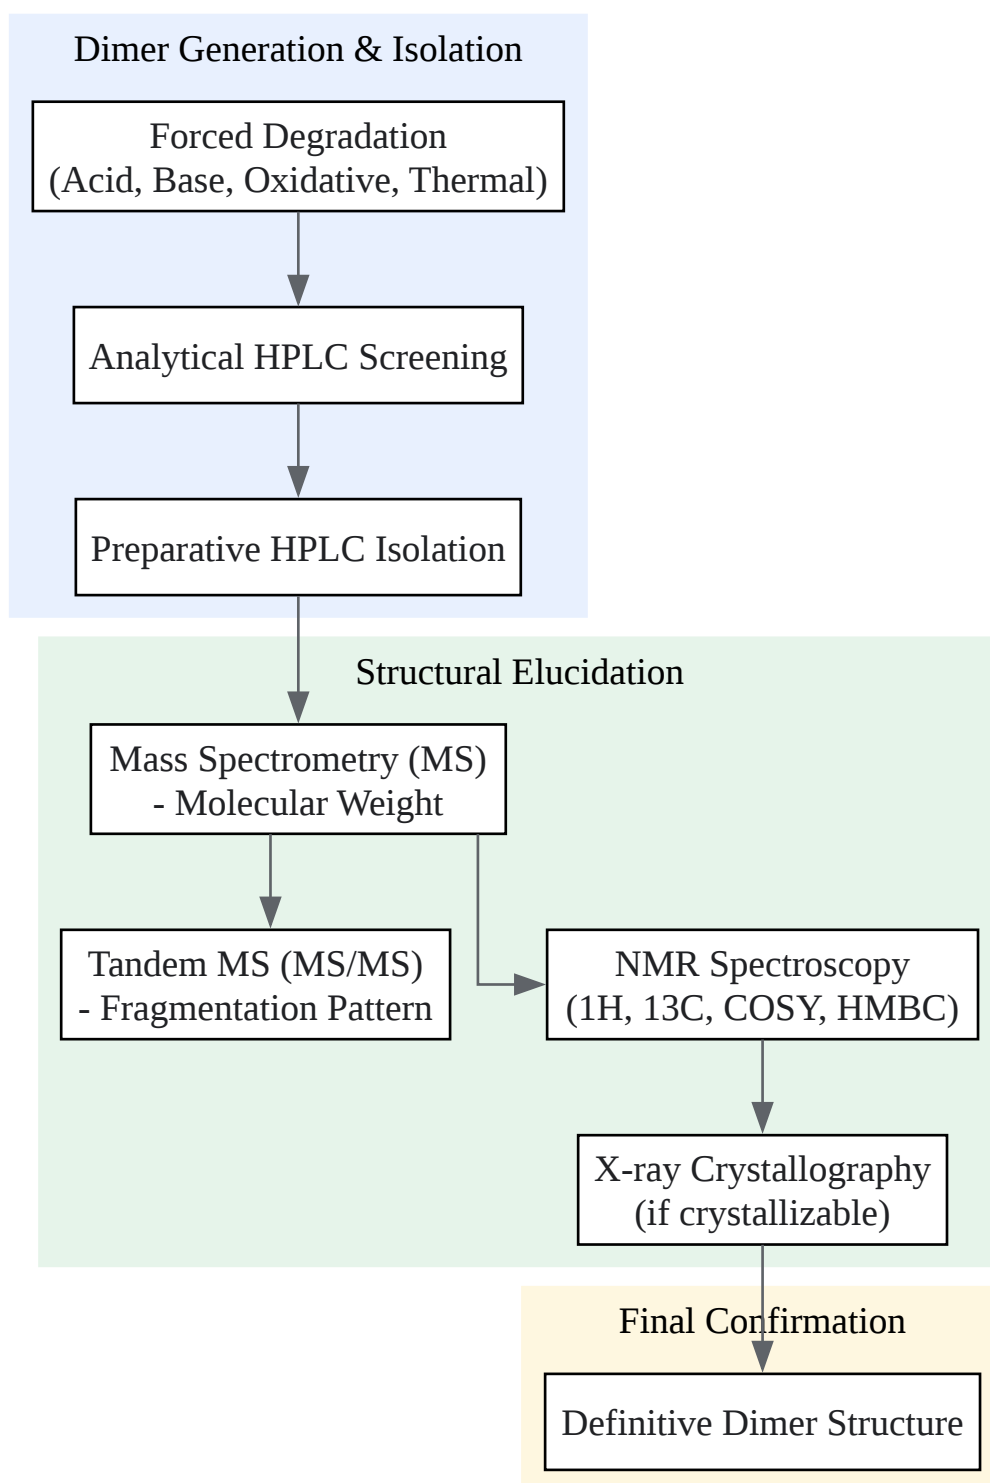 Dimer Generation & Isolation
Forced Degradation
(Acid, Base, Oxidative, Thermal)
Analytical HPLC Screening
Preparative HPLC Isolation
Structural Elucidation
Mass Spectrometry (MS)
- Molecular Weight
Tandem MS (MS/MS)
- Fragmentation Pattern
NMR Spectroscopy
(1H, 13C, COSY, HMBC)
X-ray Crystallography
(if crystallizable)
Final Confirmation
Definitive Dimer Structure